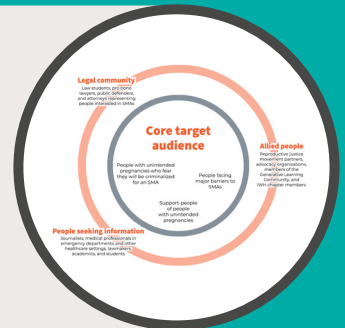 Legal community
Law students, pro bono
lawyers, public defenders,
and attorneys representing
people interested in SMAs
Core target
audience
People with unintended
pregnancies who fear
they will be criminalized
for an SMA
People facing
major barriers to
SMAs
Support people
of people
with unintended
pregnancies
Allied people
Reproductive justice
movement partners,
advocacy organizations,
members of the
Generative Learning
Community, and
IWH chapter members
People seeking information
Journalists, medical professionals in
emergency departments and other
healthcare settings, lawmakers,
academics, and students